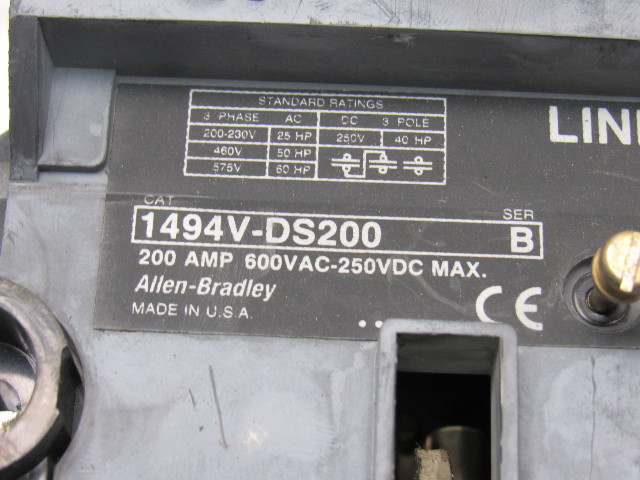 STANDARD RATINGS
3 PHASE AC DC 3 POLE
200-230V 25 HP 250V 40 HP
460V 50 HP
575V 60 HP
CAT SER
1494V-DS200 B
200 AMP 600VAC-250VDC MAX.
Allen-Bradley
MADE IN U.S.A.
CE